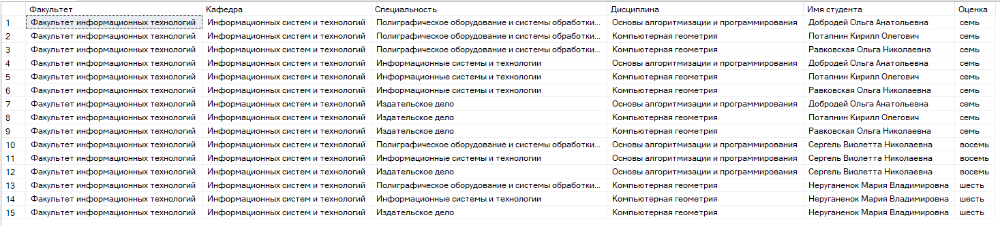 Факультет Кафедра Специальность Дисциплина Имя студента Оценка
1 Факультет информационных технологий Информационных систем и технологий Полиграфическое оборудование и системы обработки... Основы алгоритмизации и программирования Добродей Ольга Анатольевна семь
2 Факультет информационных технологий Информационных систем и технологий Полиграфическое оборудование и системы обработки... Компьютерная геометрия Потапнин Кирилл Олегович семь
3 Факультет информационных технологий Информационных систем и технологий Полиграфическое оборудование и системы обработки... Компьютерная геометрия Равковская Ольга Николаевна семь
4 Факультет информационных технологий Информационных систем и технологий Информационные системы и технологии Основы алгоритмизации и программирования Добродей Ольга Анатольевна семь
5 Факультет информационных технологий Информационных систем и технологий Информационные системы и технологии Компьютерная геометрия Потапнин Кирилл Олегович семь
6 Факультет информационных технологий Информационных систем и технологий Информационные системы и технологии Компьютерная геометрия Равковская Ольга Николаевна семь
7 Факультет информационных технологий Информационных систем и технологий Издательское дело Основы алгоритмизации и программирования Добродей Ольга Анатольевна семь
8 Факультет информационных технологий Информационных систем и технологий Издательское дело Компьютерная геометрия Потапнин Кирилл Олегович семь
9 Факультет информационных технологий Информационных систем и технологий Издательское дело Компьютерная геометрия Равковская Ольга Николаевна семь
10 Факультет информационных технологий Информационных систем и технологий Полиграфическое оборудование и системы обработки... Основы алгоритмизации и программирования Сергель Виолетта Николаевна восемь
11 Факультет информационных технологий Информационных систем и технологий Информационные системы и технологии Основы алгоритмизации и программирования Сергель Виолетта Николаевна восемь
12 Факультет информационных технологий Информационных систем и технологий Издательское дело Основы алгоритмизации и программирования Сергель Виолетта Николаевна восемь
13 Факультет информационных технологий Информационных систем и технологий Полиграфическое оборудование и системы обработки... Компьютерная геометрия Неруганенок Мария Владимировна шесть
14 Факультет информационных технологий Информационных систем и технологий Информационные системы и технологии Компьютерная геометрия Неруганенок Мария Владимировна шесть
15 Факультет информационных технологий Информационных систем и технологий Издательское дело Компьютерная геометрия Неруганенок Мария Владимировна шесть